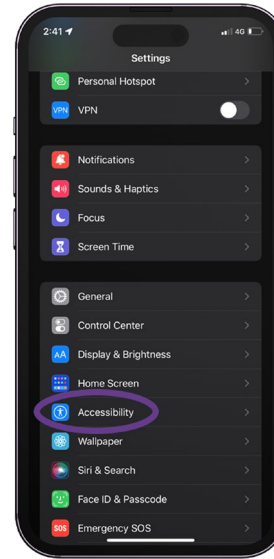 2:41 4G
Settings
Personal Hotspot
VPN VPN
Notifications
Sounds & Haptics
Focus
Screen Time
General
Control Center
AA Display & Brightness
Home Screen
Accessibility
Wallpaper
Siri & Search
Face ID & Passcode
SOS Emergency SOS